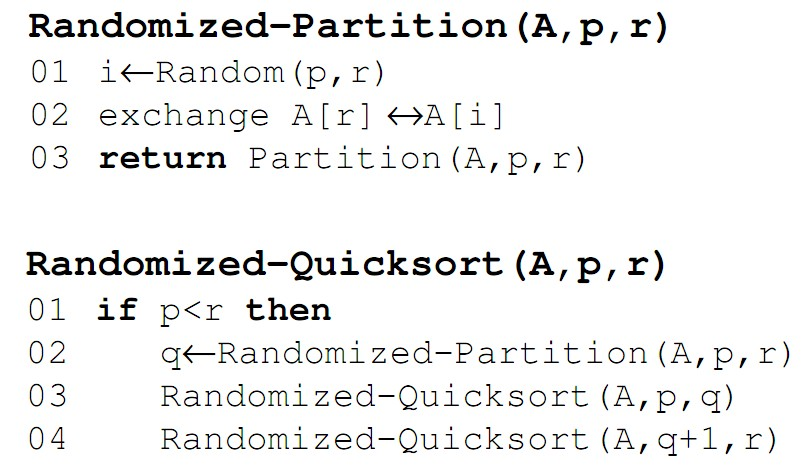 Randomized-Partition(A,p,r)
01 i←Random(p,r)
02 exchange A[r] ↔A[i]
03 return Partition(A,p,r)
Randomized-Quicksort(A,p,r)
01 if p<r then
02 q←Randomized-Partition(A,p,r)
03 Randomized-Quicksort(A,p,q)
04 Randomized-Quicksort(A,q+1,r)